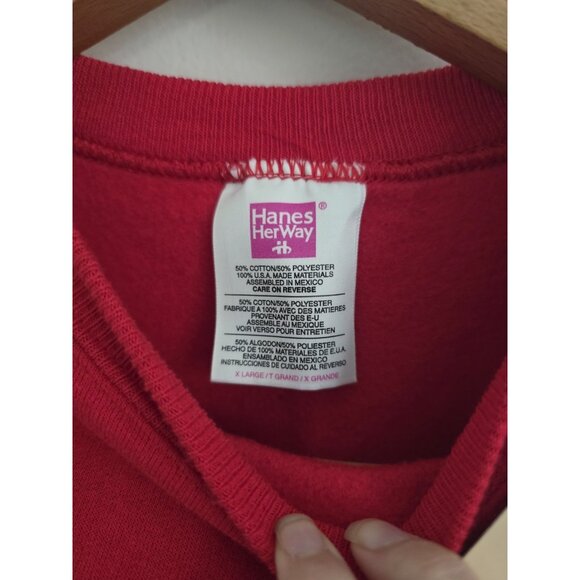 Hanes ®
HerWay
50% COTTON/50% POLYESTER
100% U.S.A. MADE MATERIALS
ASSEMBLED IN MEXICO
CARE ON REVERSE
50% COTON/50% POLYESTER
FABRIQUE A 100% AVEC DES MATIERES
PROVENANT DES E-U
ASSEMBLE AU MEXIQUE
VOIR VERSO POUR ENTRETIEN
50% ALGODON/50% POLIESTER
HECHO DE 100% MATERIALES DE E.U.A.
ENSAMBLADO EN MEXICO
INSTRUCCIONES DE CUIDADO AL REVERSO
X LARGE / T GRAND / X GRANDE